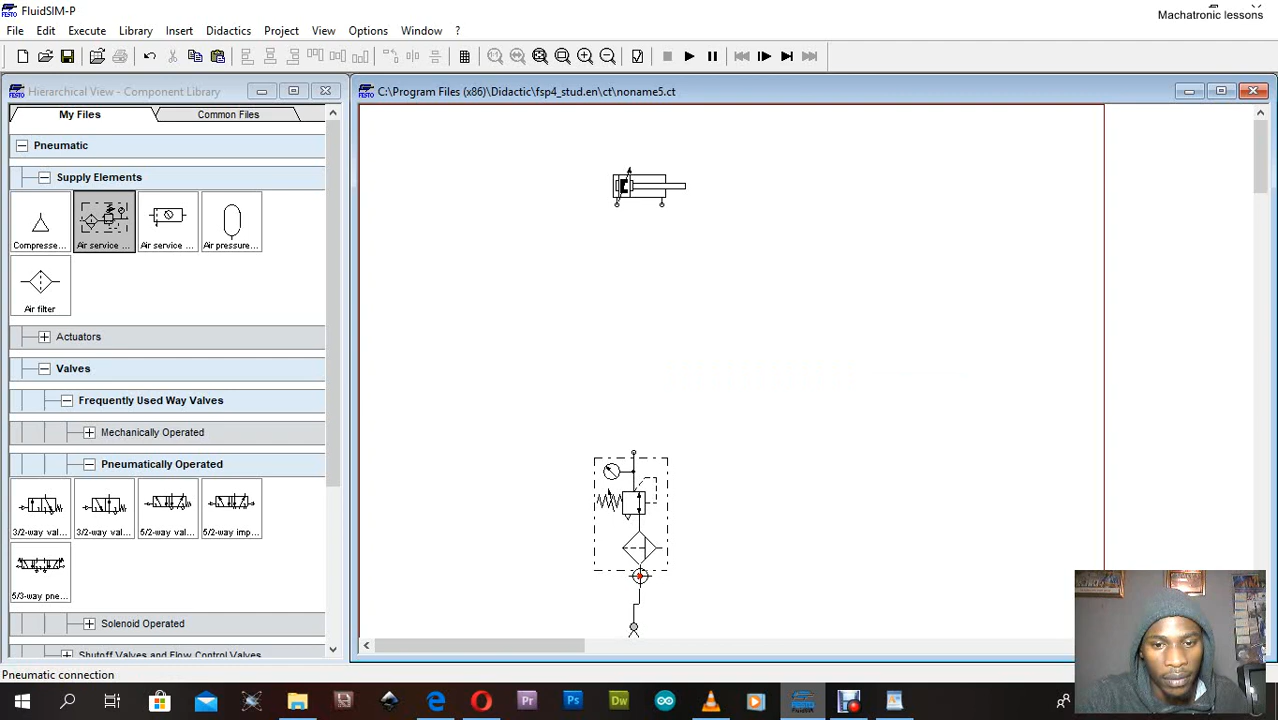 FESTO FluidSIM-P
Machatronic lessons
File Edit Execute Library Insert Didactics Project View Options Window ?
Hierarchical View - Component Library
C:\Program Files (x86)\Didactic\fsp4_stud.en\ct\noname5.ct
My Files Common Files
Pneumatic
Supply Elements
Compresse.. Air service ... Air service ... Air pressure..
Air filter
Actuators
Valves
Frequently Used Way Valves
Mechanically Operated
Pneumatically Operated
3/2-way val.. 3/2-way val.. 5/2-way val.. 5/2-way imp..
5/3-way pne..
Solenoid Operated
Shutoff Valves and Flow Control Valves
Pneumatic connection
Pr Ps Dw